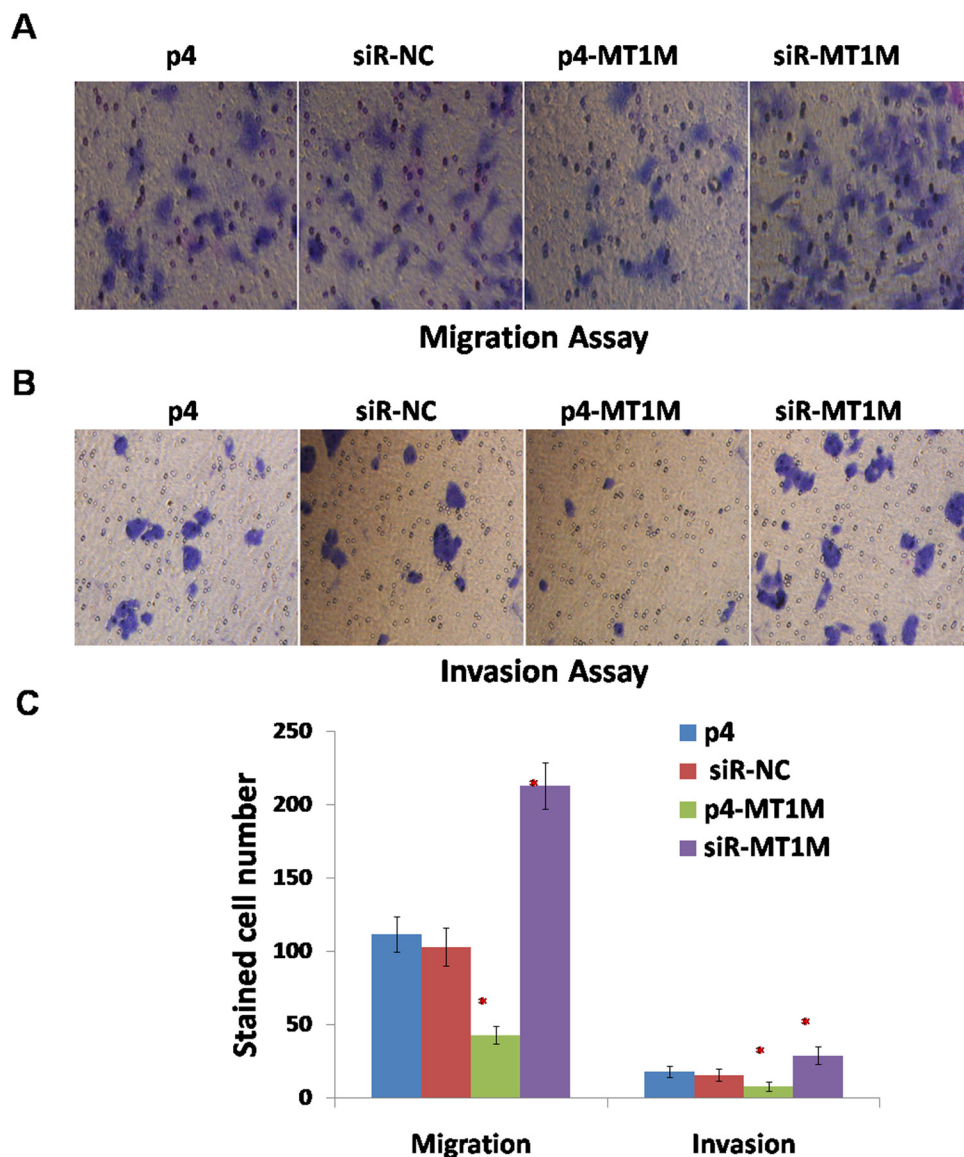 A
p4 siR-NC p4-MT1M siR-MT1M
Migration Assay
B
p4 siR-NC p4-MT1M siR-MT1M
Invasion Assay
C
250
200
150
100
50
0
Stained cell number
p4
siR-NC
p4-MT1M
siR-MT1M
*
*
*
*
Migration Invasion